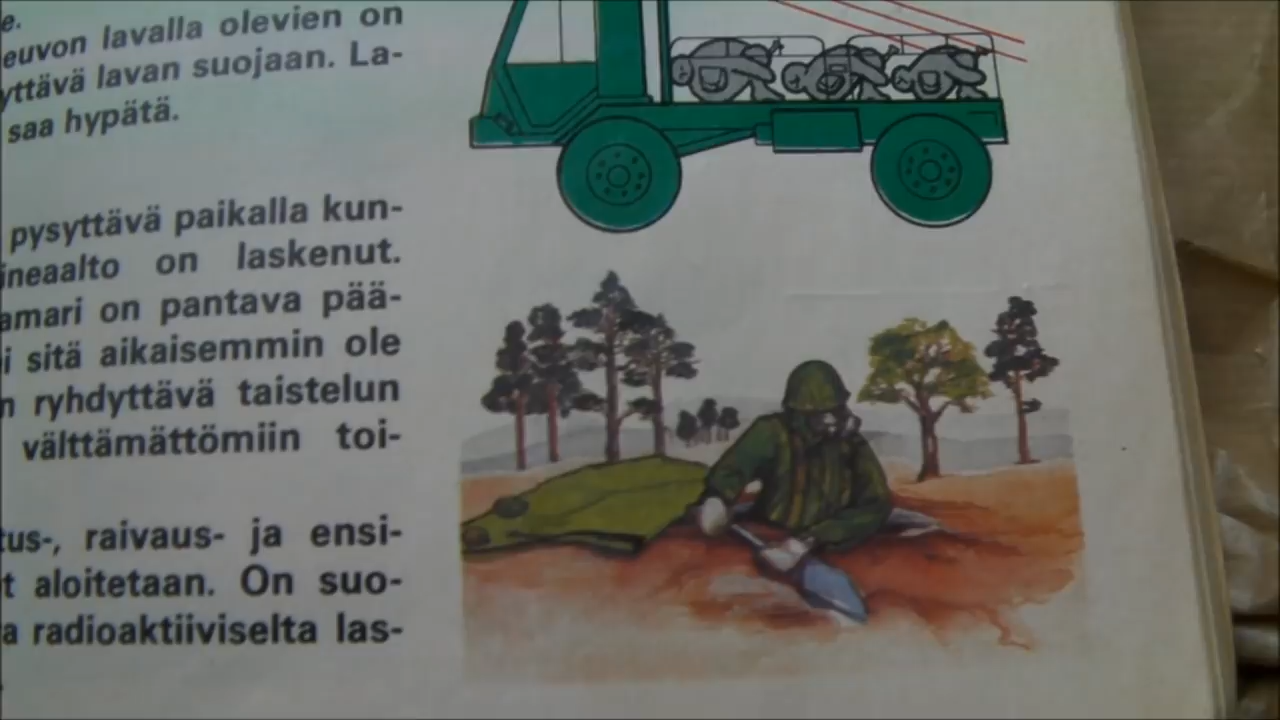 e.
euvon lavalla olevien on
yttävä lavan suojaan. La-
saa hypätä.
pysyttävä paikalla kun-
ineaalto on laskenut.
amari on pantava pää-
i sitä aikaisemmin ole
n ryhdyttävä taistelun
välttämättömiin toi-
tus-, raivaus- ja ensi-
t aloitetaan. On suo-
a radioaktiiviselta las-